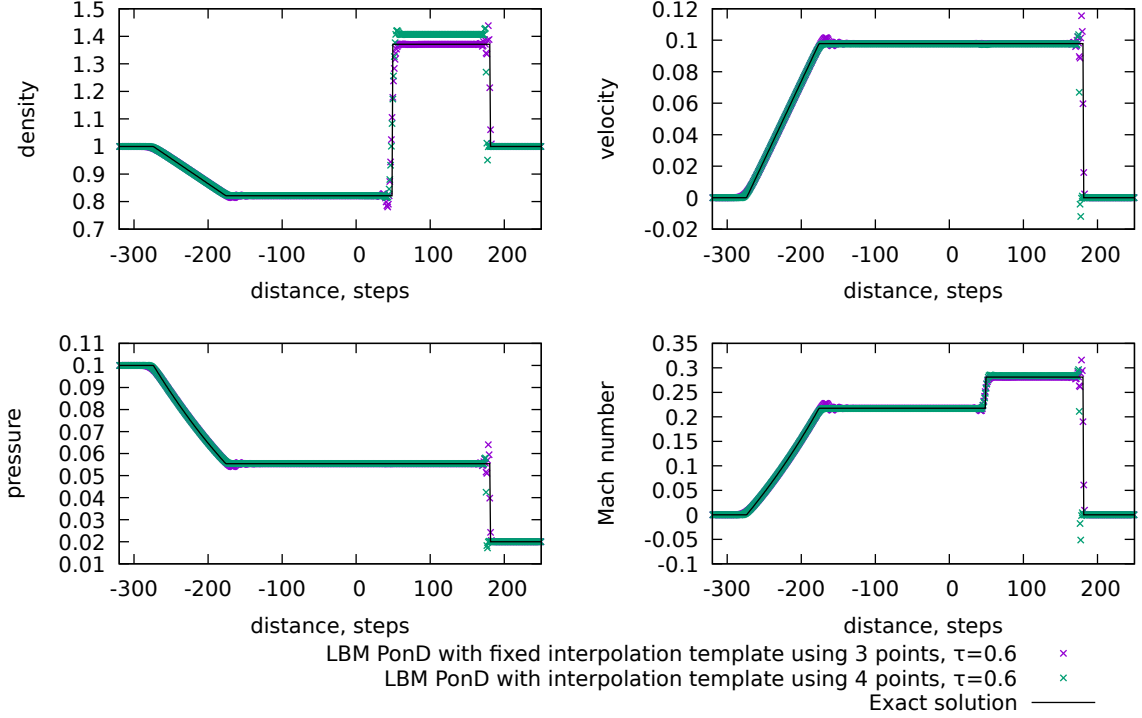 1.5
1.4
1.3
1.2
1.1
1
0.9
0.8
0.7
density
-300 -200 -100 0 100 200
distance, steps
0.12
0.1
0.08
0.06
0.04
0.02
0
-0.02
velocity
-300 -200 -100 0 100 200
distance, steps
0.11
0.1
0.09
0.08
0.07
0.06
0.05
0.04
0.03
0.02
0.01
pressure
-300 -200 -100 0 100 200
distance, steps
0.35
0.3
0.25
0.2
0.15
0.1
0.05
0
-0.05
-0.1
Mach number
-300 -200 -100 0 100 200
distance, steps
LBM PonD with fixed interpolation template using 3 points, τ=0.6
LBM PonD with interpolation template using 4 points, τ=0.6
Exact solution